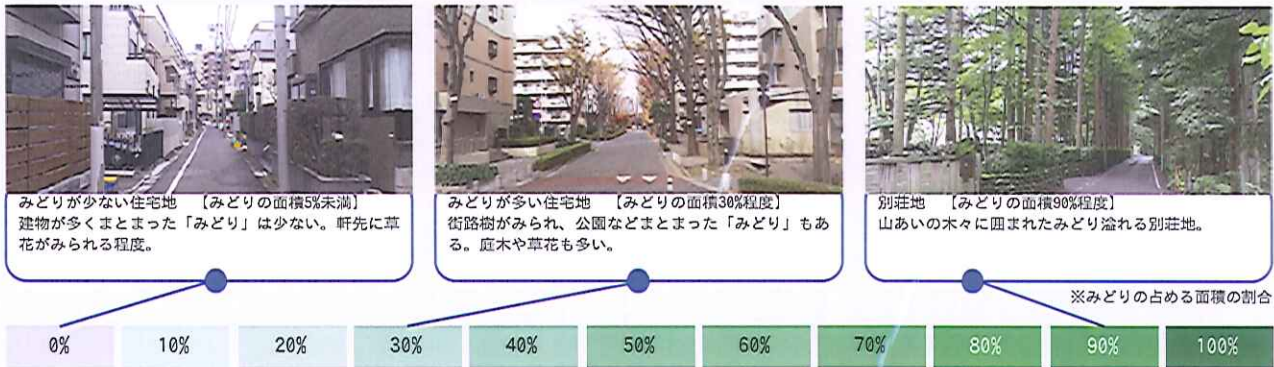 みどりが少ない住宅地 【みどりの面積5%未満】
建物が多くまとまった「みどり」は少ない。軒先に草
花がみられる程度。
みどりが多い住宅地 【みどりの面積30%程度】
街路樹がみられ、公園などまとまった「みどり」もあ
る。庭木や草花も多い。
別荘地 【みどりの面積90%程度】
山あいの木々に囲まれたみどり溢れる別荘地。
※みどりの占める面積の割合
0% 10% 20% 30% 40% 50% 60% 70% 80% 90% 100%